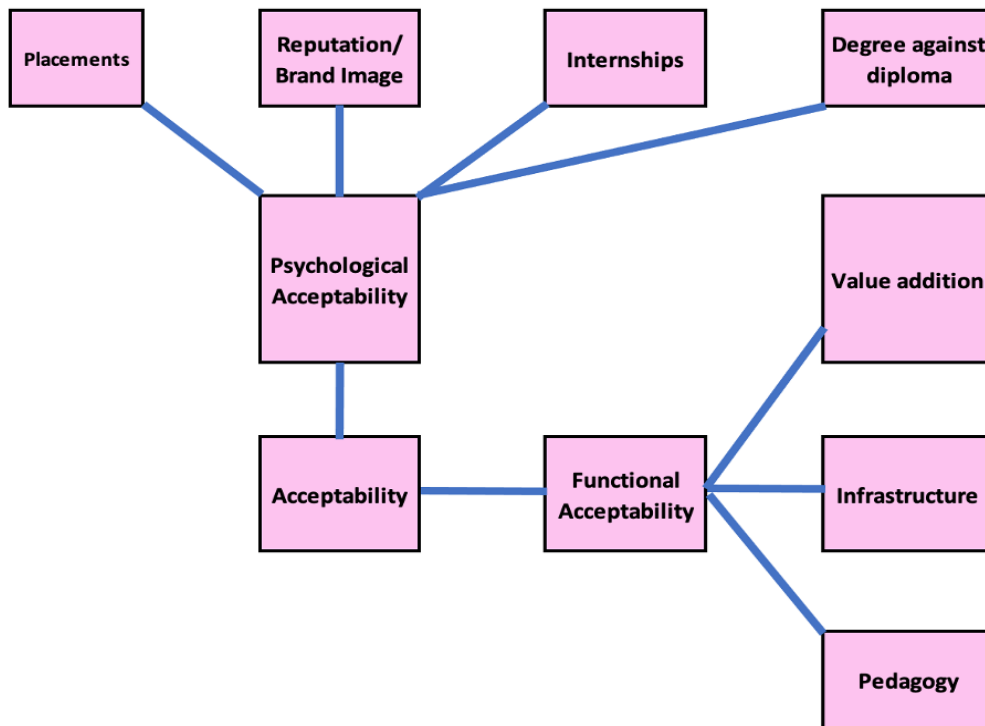 Placements
Reputation/
Brand Image
Internships
Degree against
diploma
Psychological
Acceptability
Value addition
Acceptability
Functional
Acceptability
Infrastructure
Pedagogy